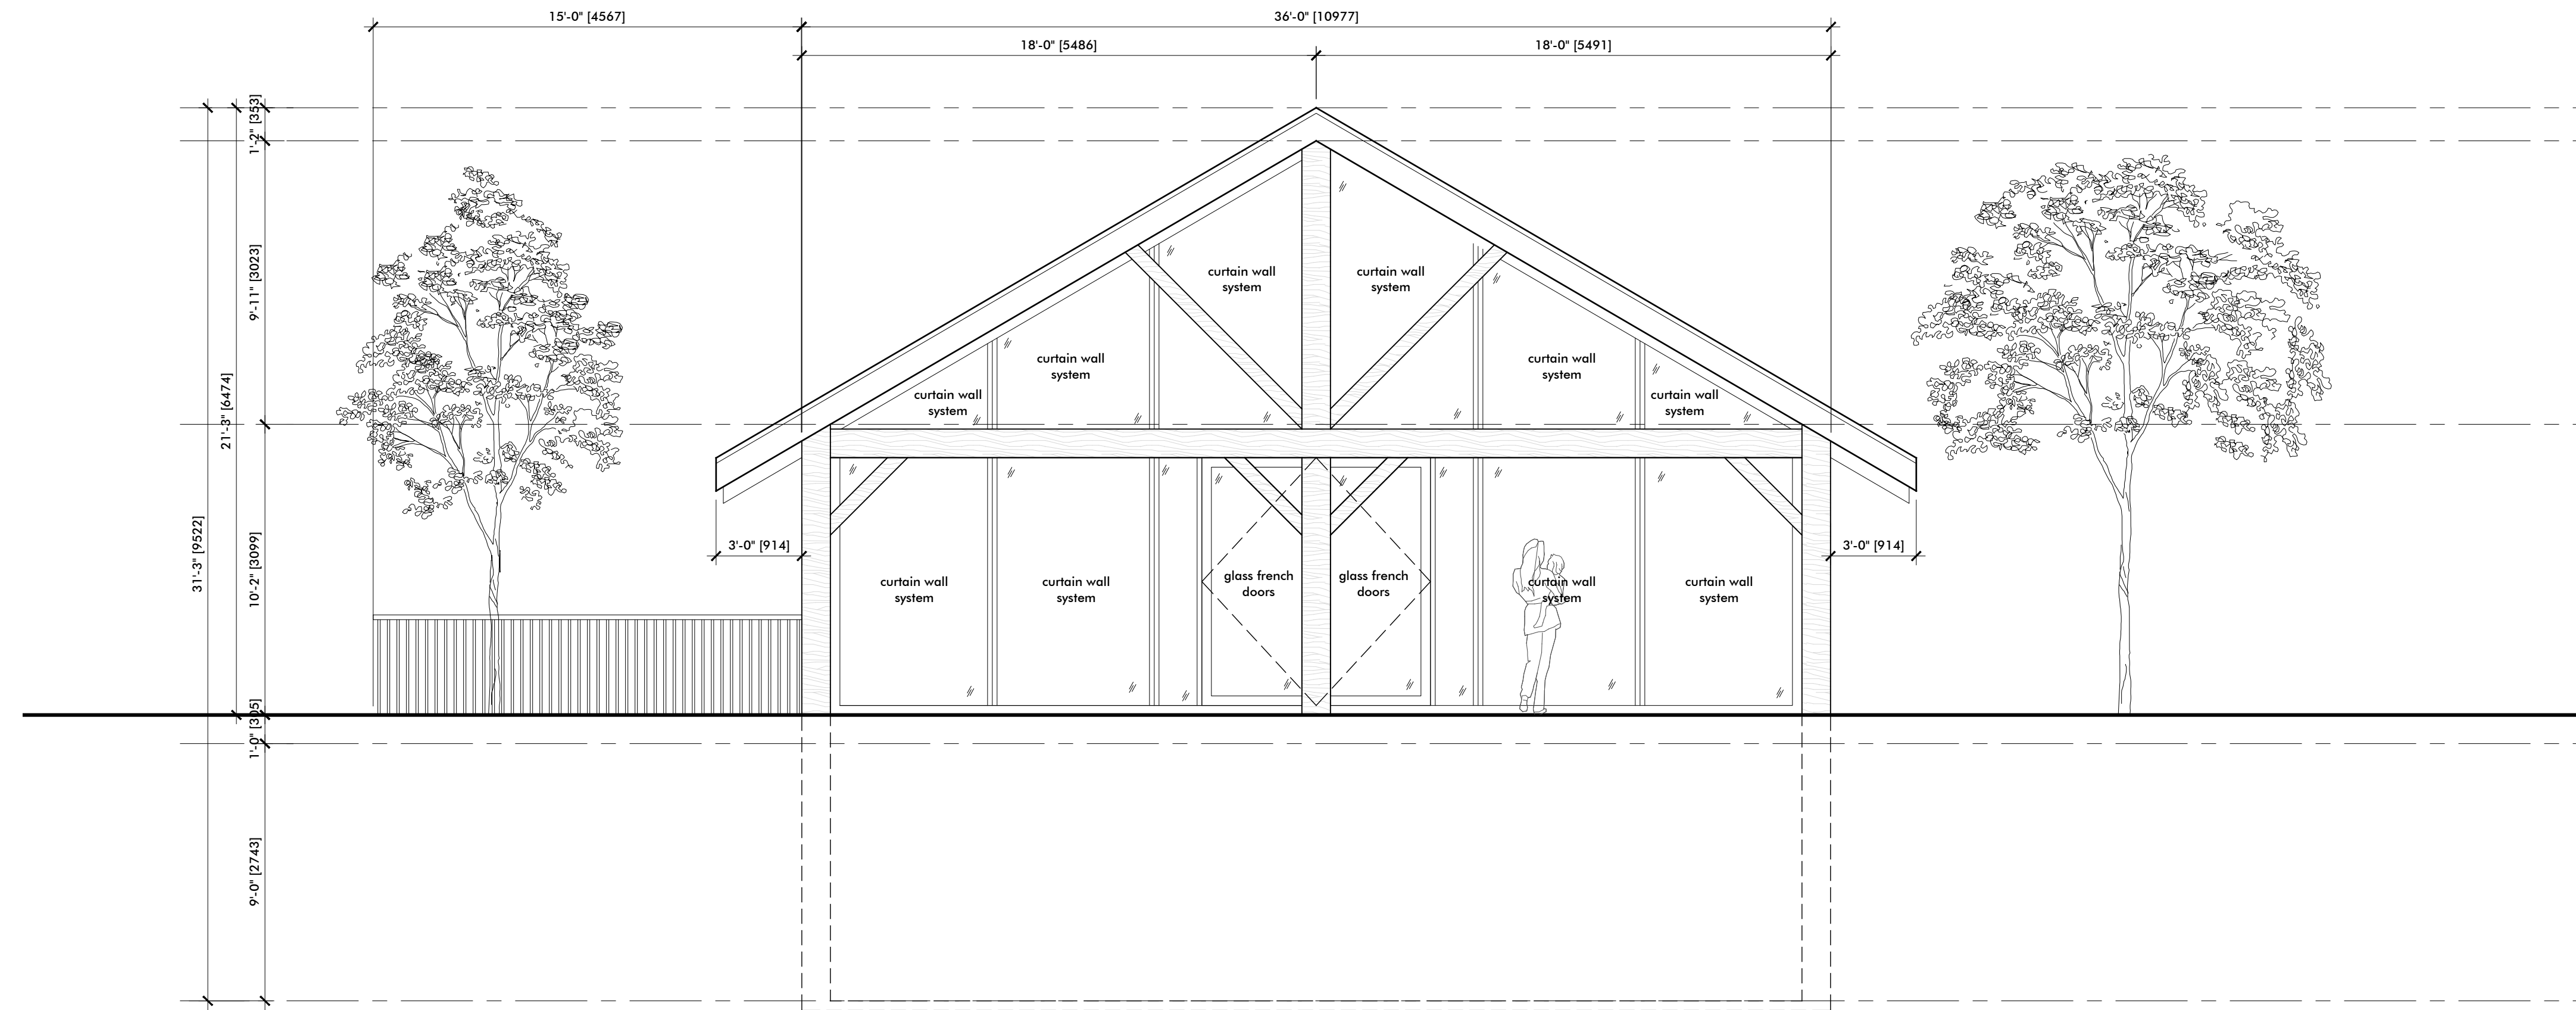 15'-0" [4567]
36'-0" [10977]
18'-0" [5486]
18'-0" [5491]
1'-2" [353]
9'-11" [3023]
21'-3" [6474]
31'-3" [9522]
10'-2" [3099]
1'-0" [305]
9'-0" [2743]
curtain wall
system
curtain wall
system
curtain wall
system
curtain wall
system
curtain wall
system
curtain wall
system
3'-0" [914]
3'-0" [914]
curtain wall
system
curtain wall
system
glass french
doors
glass french
doors
curtain wall
system
curtain wall
system